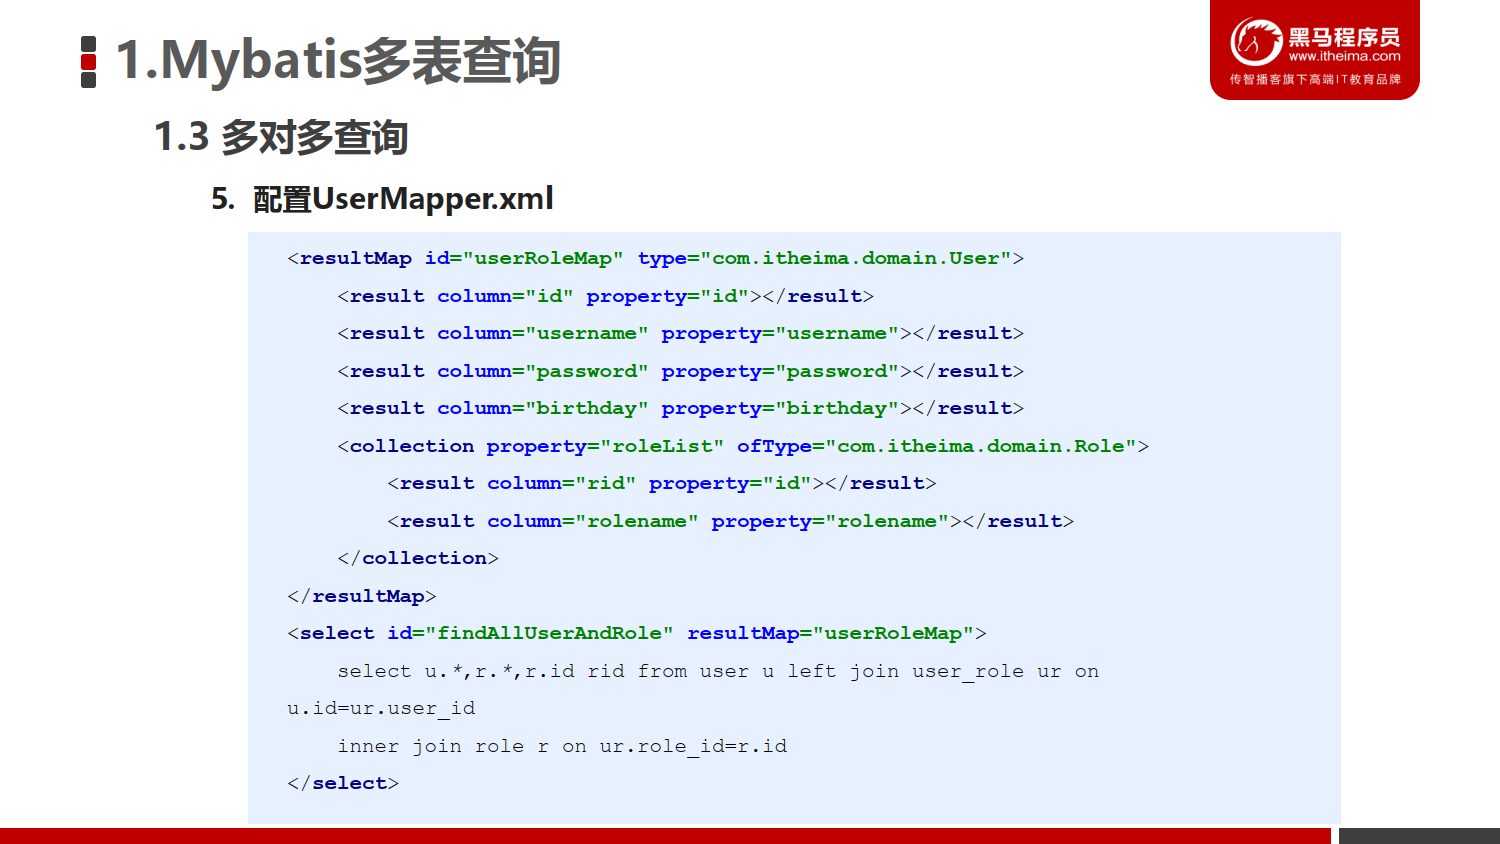 1.Mybatis多表查询
黑马程序员
www.itheima.com
传智播客旗下高端IT教育品牌
1.3 多对多查询
5. 配置UserMapper.xml
<resultMap id="userRoleMap" type="com.itheima.domain.User">
    <result column="id" property="id"></result>
    <result column="username" property="username"></result>
    <result column="password" property="password"></result>
    <result column="birthday" property="birthday"></result>
    <collection property="roleList" ofType="com.itheima.domain.Role">
        <result column="rid" property="id"></result>
        <result column="rolename" property="rolename"></result>
    </collection>
</resultMap>
<select id="findAllUserAndRole" resultMap="userRoleMap">
    select u.*,r.*,r.id rid from user u left join user_role ur on
u.id=ur.user_id
    inner join role r on ur.role_id=r.id
</select>